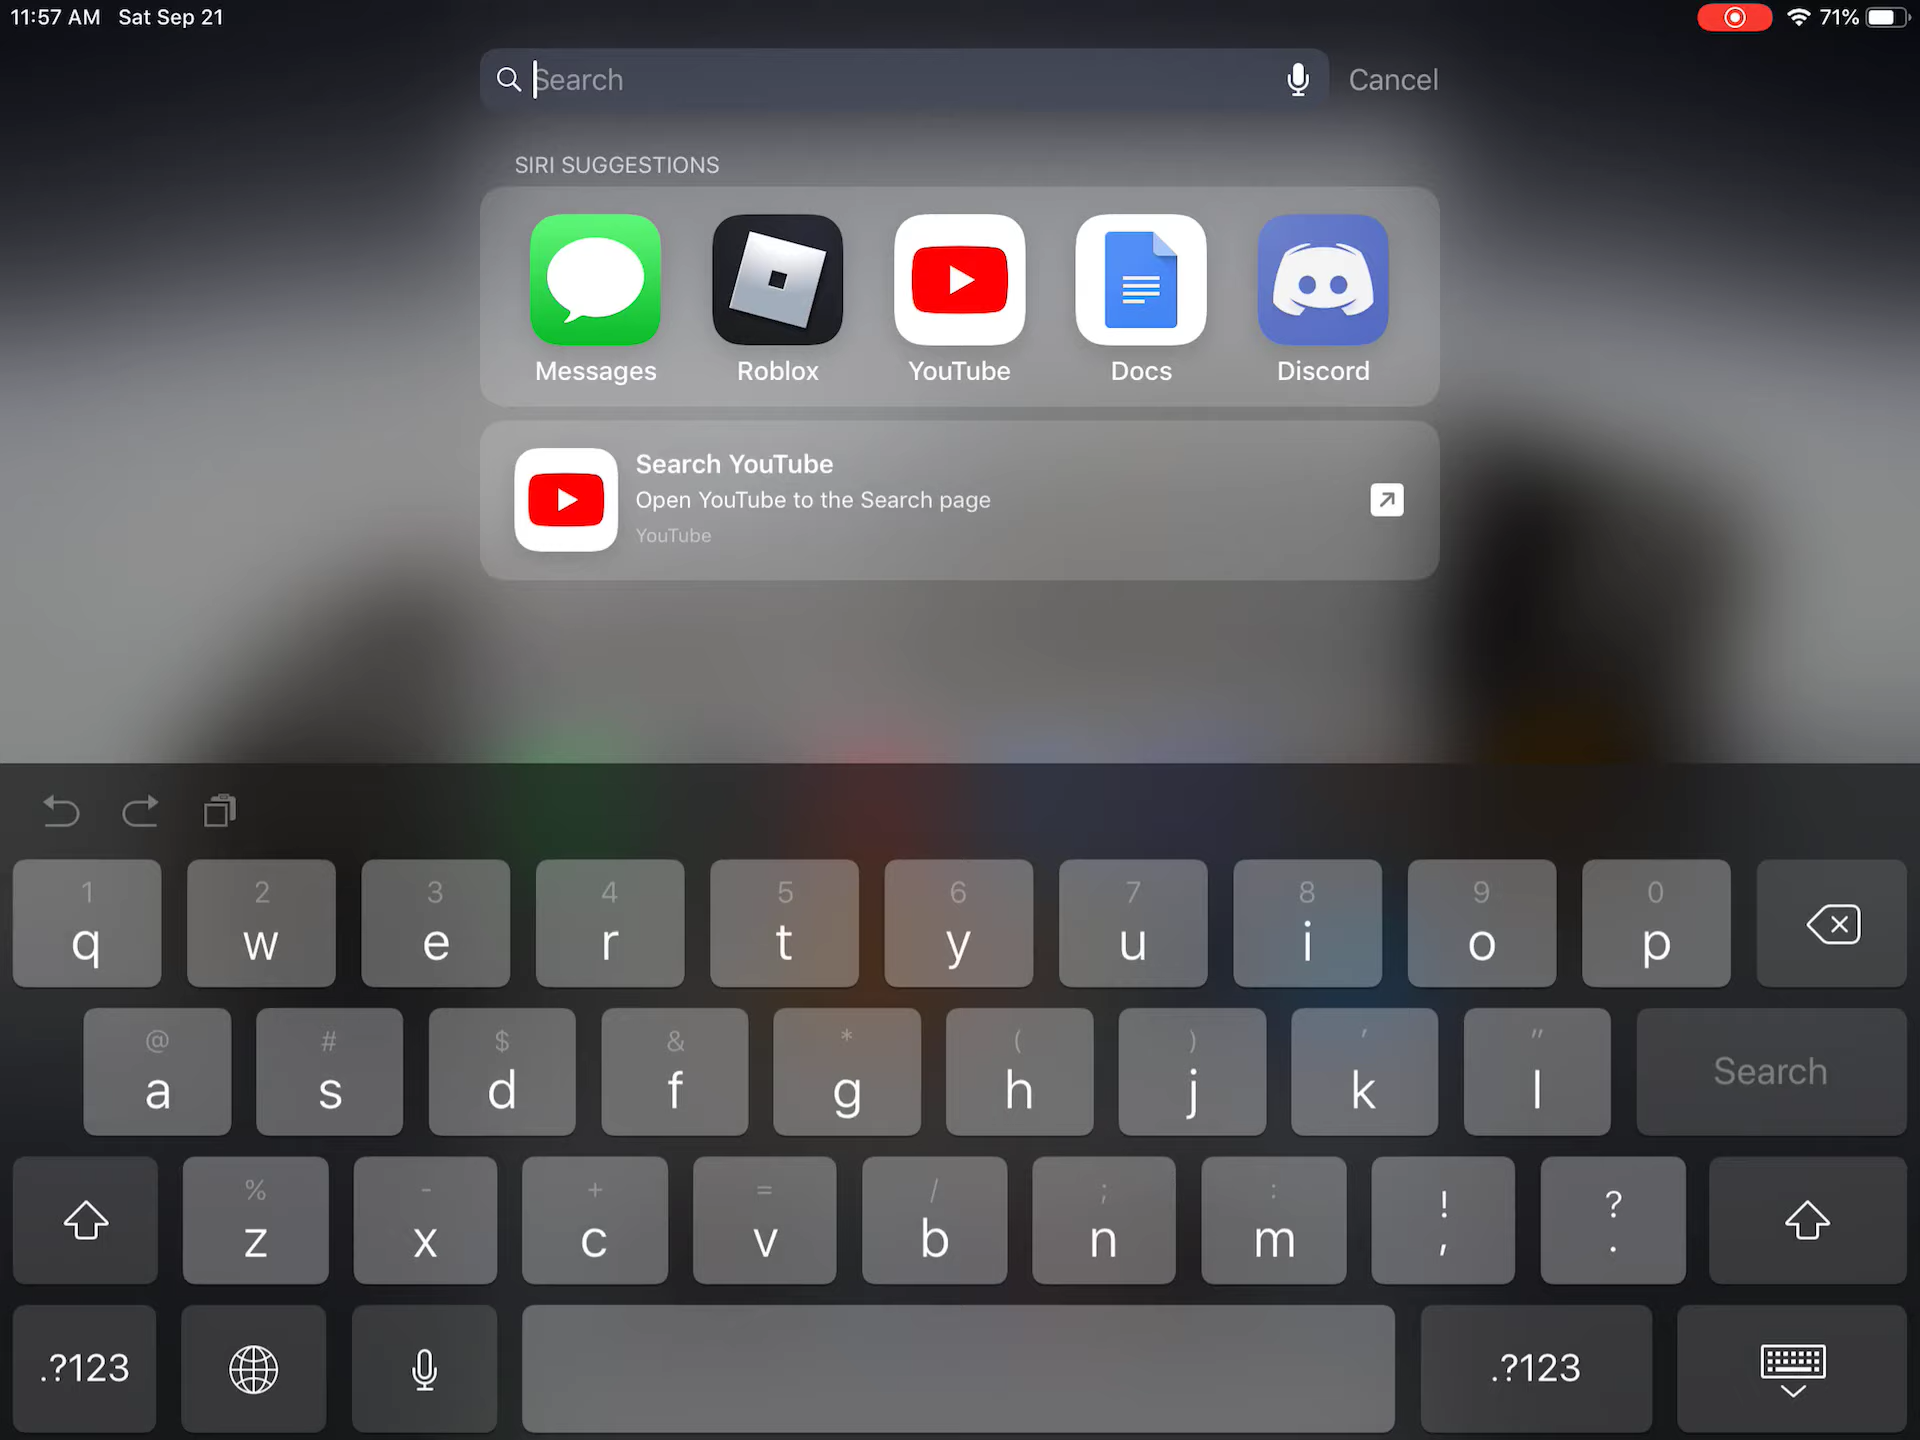 11:57 AM Sat Sep 21
71%
Search
Cancel
SIRI SUGGESTIONS
Messages Roblox YouTube Docs Discord
Search YouTube
Open YouTube to the Search page
YouTube
1 2 3 4 5 6 7 8 9 0
q w e r t y u i o p
@ # $ & * ( ) ' "
a s d f g h j k l Search
% - + = / ; : ! ?
z x c v b n m , .
.?123 .?123